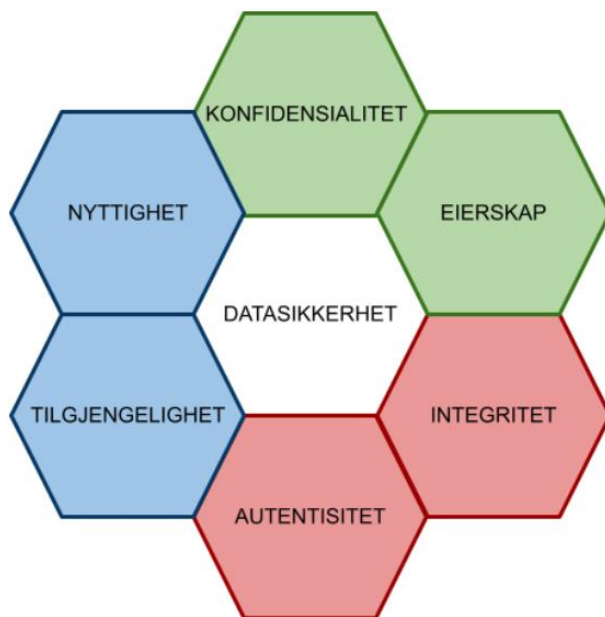 KONFIDENSIALITET
NYTTIGHET
EIERSKAP
DATASIKKERHET
TILGJENGELIGHET
INTEGRITET
AUTENTISITET